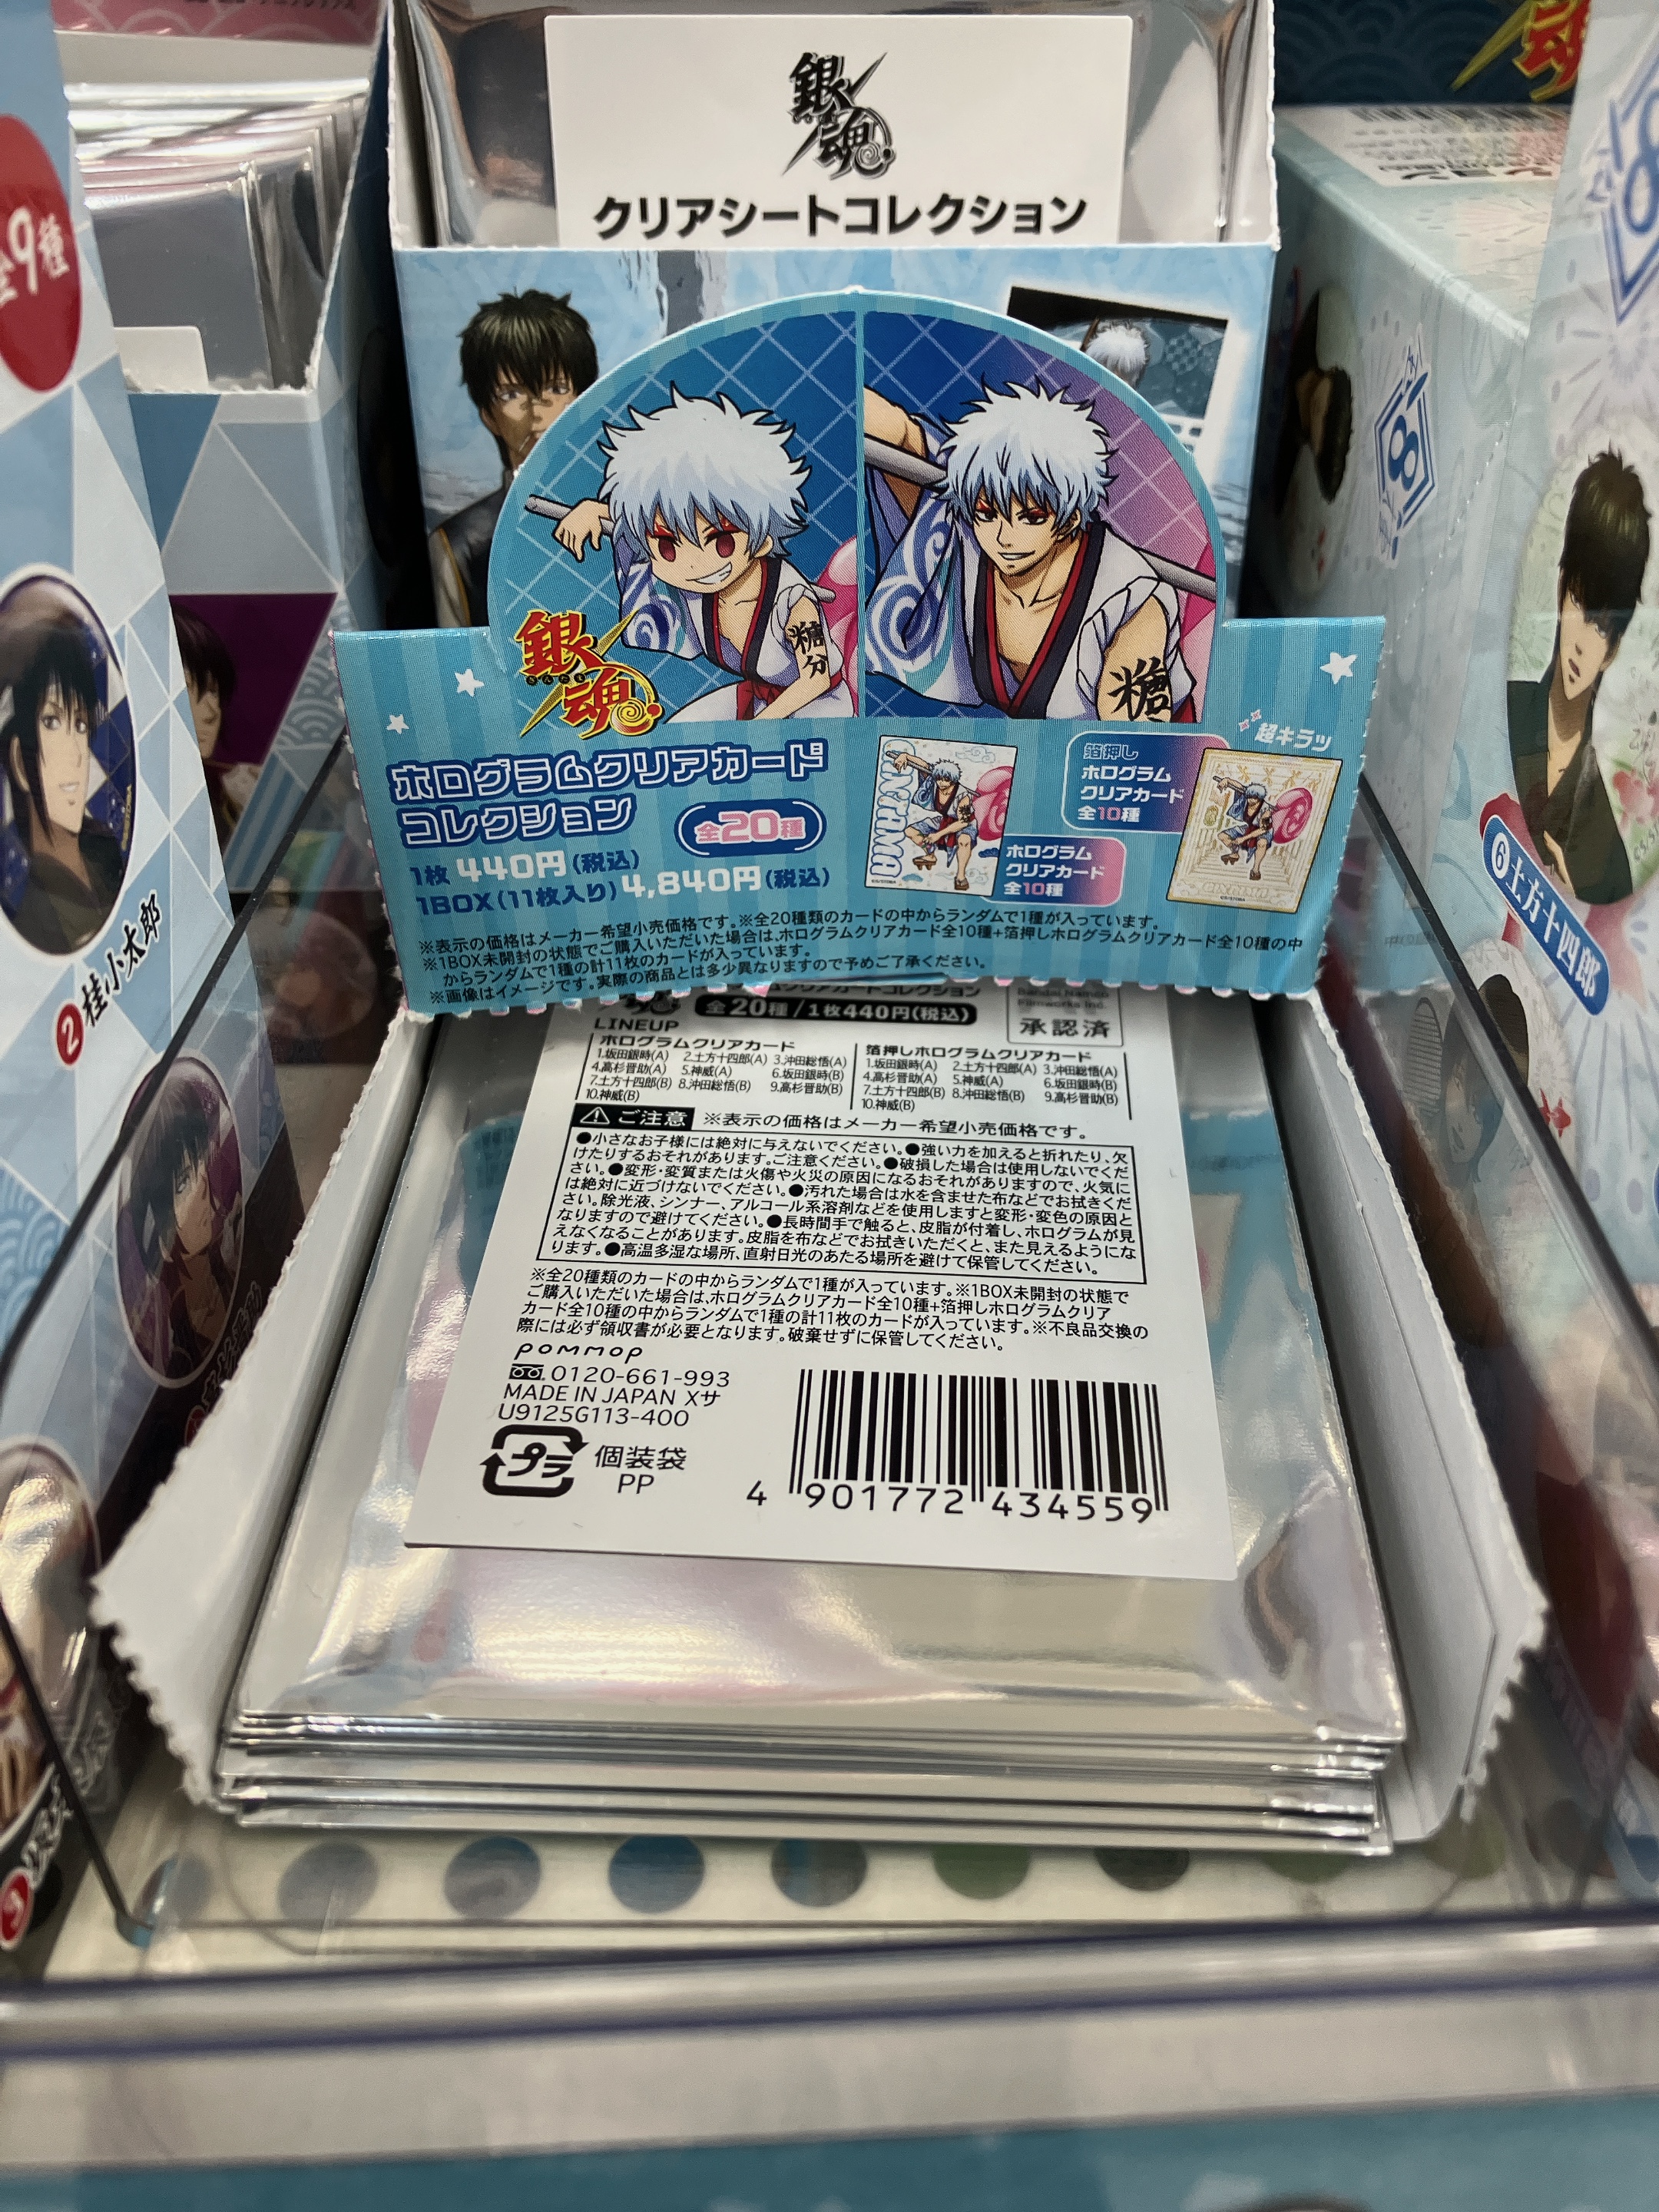 銀魂
クリアシートコレクション
全9種
銀魂
ぎんたま
糖分
糖
超キラッ
ホログラムクリアカード
コレクション
全20種
1枚 440円(税込)
1BOX(11枚入り) 4,840円(税込)
箔押し
ホログラム
クリアカード
全10種
ホログラム
クリアカード
全10種
※表示の価格はメーカー希望小売価格です。※全20種類のカードの中からランダムで1種が入っています。
※1BOX未開封の状態でご購入いただいた場合は、ホログラムクリアカード全10種+箔押しホログラムクリアカード全10種の中
からランダムで1種の計11枚のカードが入っています。
※画像はイメージです。実際の商品とは多少異なりますので予めご了承ください。
全20種/1枚440円(税込)
Bandai Namco
Filmworks Inc.
承認済
LINEUP
ホログラムクリアカード
1.坂田銀時(A) 2.土方十四郎(A) 3.沖田総悟(A)
4.高杉晋助(A) 5.神威(A) 6.坂田銀時(B)
7.土方十四郎(B) 8.沖田総悟(B) 9.高杉晋助(B)
10.神威(B)
箔押しホログラムクリアカード
1.坂田銀時(A) 2.土方十四郎(A) 3.沖田総悟(A)
4.高杉晋助(A) 5.神威(A) 6.坂田銀時(B)
7.土方十四郎(B) 8.沖田総悟(B) 9.高杉晋助(B)
10.神威(B)
ご注意 ※表示の価格はメーカー希望小売価格です。
●小さなお子様には絶対に与えないでください。●強い力を加えると折れたり、欠
けたりするおそれがあります。ご注意ください。●破損した場合は使用しないでくだ
さい。●変形・変質または火傷や火災の原因になるおそれがありますので、火気に
は絶対に近づけないでください。●汚れた場合は水を含ませた布などでお拭きくだ
さい。除光液、シンナー、アルコール系溶剤などを使用しますと変形・変色の原因と
なりますので避けてください。●長時間手で触ると、皮脂が付着し、ホログラムが見
えなくなることがあります。皮脂を布などでお拭きいただくと、また見えるようにな
ります。●高温多湿な場所、直射日光のあたる場所を避けて保管してください。
※全20種類のカードの中からランダムで1種が入っています。※1BOX未開封の状態で
ご購入いただいた場合は、ホログラムクリアカード全10種+箔押しホログラムクリア
カード全10種の中からランダムで1種の計11枚のカードが入っています。※不良品交換の
際には必ず領収書が必要となります。破棄せずに保管してください。
pommop
0120-661-993
MADE IN JAPAN Xサ
U9125G113-400
プラ
個装袋
PP
4 901772 434559
②桂小太郎
⑥土方十四郎